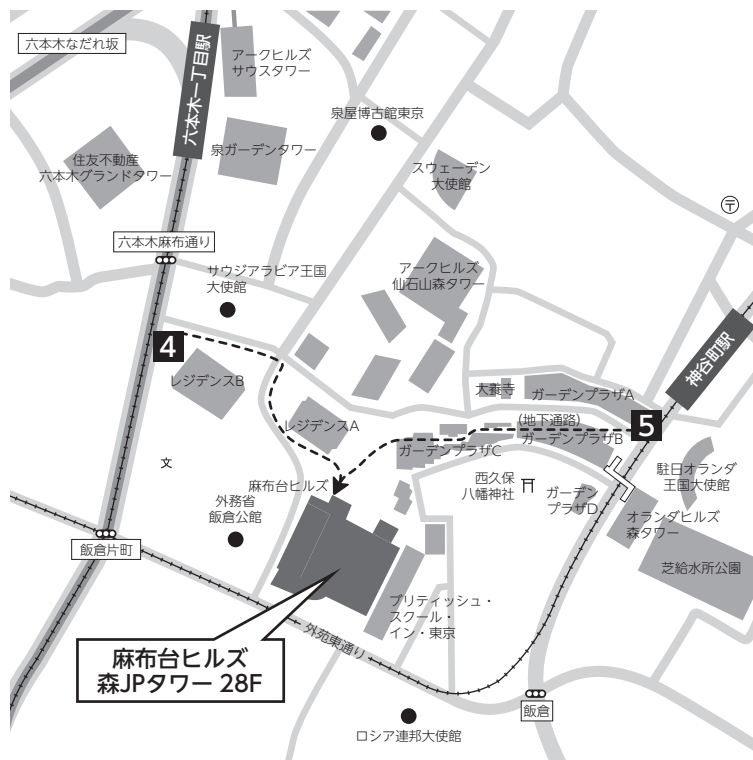 六本木なだれ坂
六本木一丁目駅
アークヒルズ
サウスタワー
泉屋博古館東京
住友不動産
六本木グランドタワー
泉ガーデンタワー
スウェーデン
大使館
〒
六本木麻布通り
サウジアラビア王国
大使館
アークヒルズ
仙石山森タワー
神谷町駅
4
レジデンスB
大養寺
ガーデンプラザA
(地下通路)
5
レジデンスA
ガーデンプラザB
ガーデンプラザC
駐日オランダ
王国大使館
文
麻布台ヒルズ
西久保
八幡神社
ガーデン
プラザD
外務省
飯倉公館
オランダヒルズ
森タワー
飯倉片町
芝給水所公園
ブリティッシュ・
スクール・
イン・東京
外苑東通り
麻布台ヒルズ
森JPタワー 28F
飯倉
ロシア連邦大使館